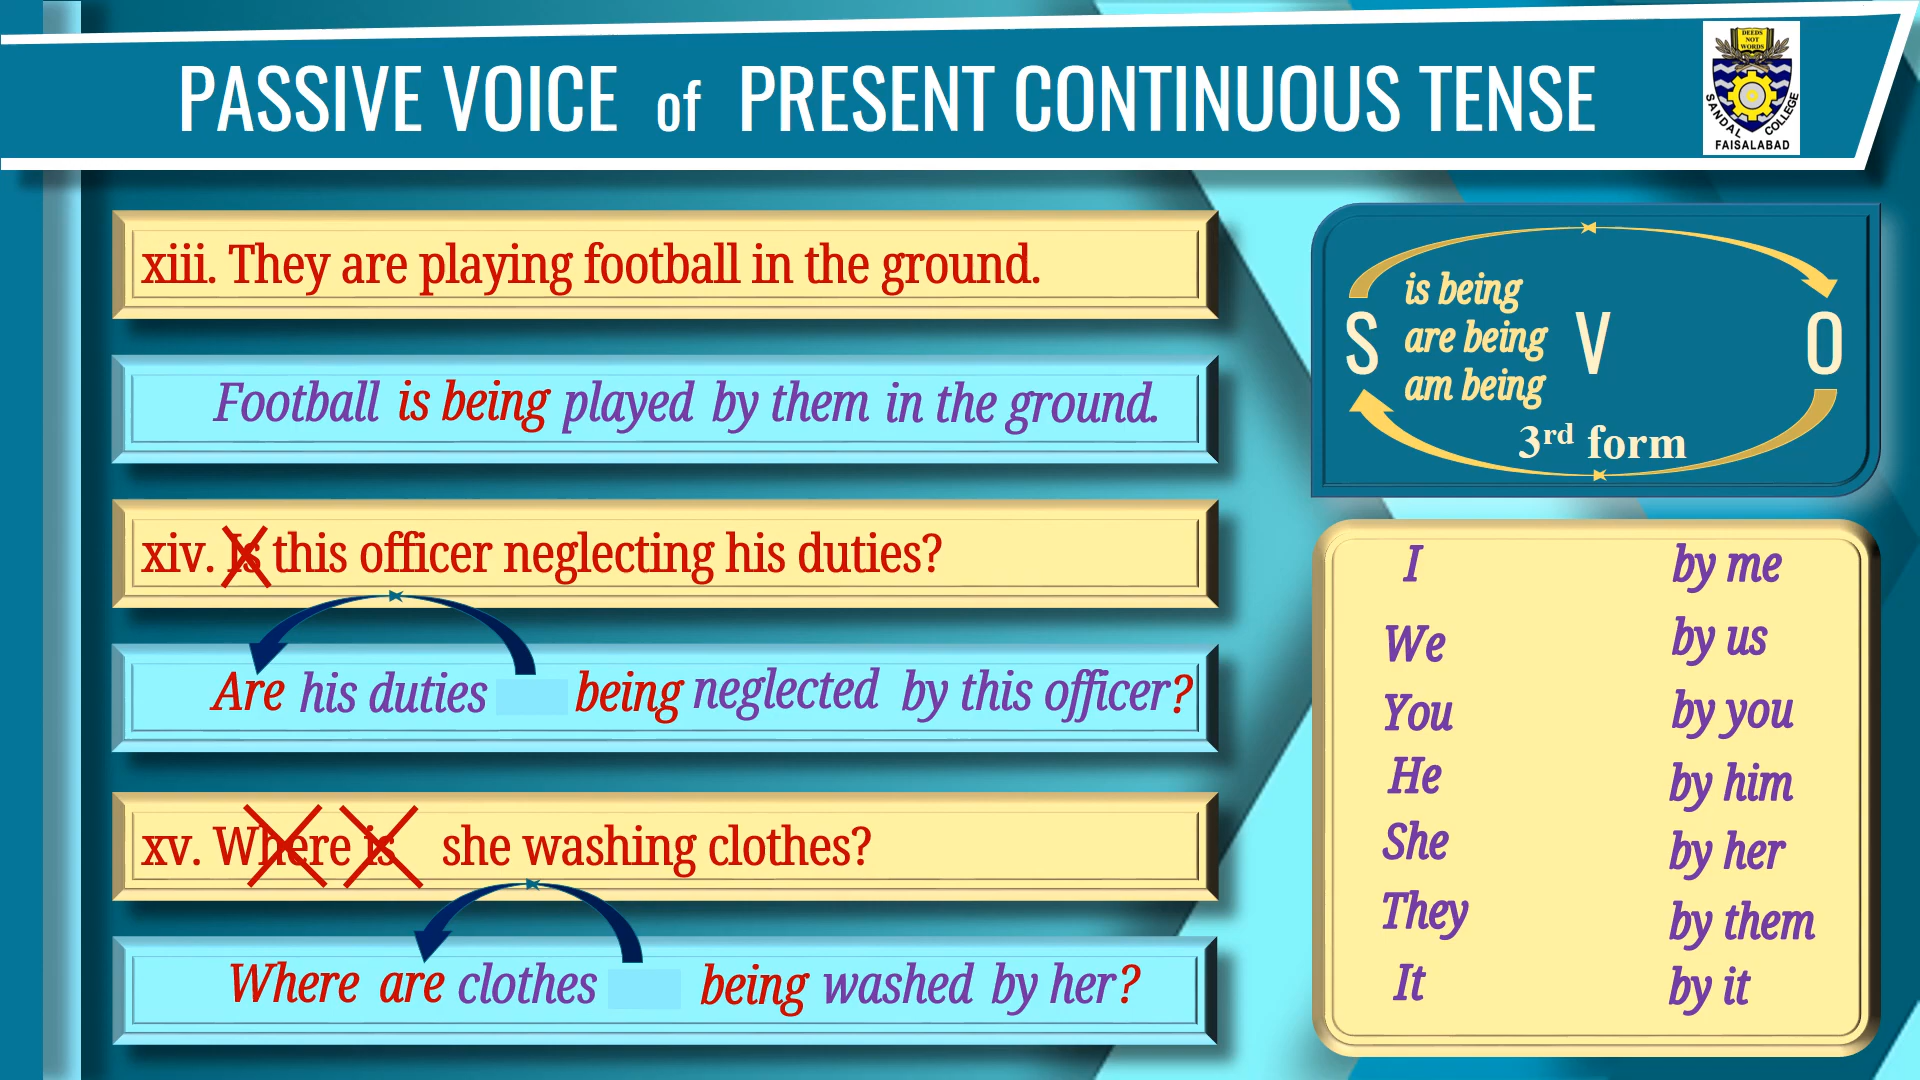 PASSIVE VOICE of PRESENT CONTINUOUS TENSE
DEEDS
NOT
WORDS
SANDAL COLLEGE
FAISALABAD
xiii. They are playing football in the ground.
Football is being played by them in the ground.
xiv. Is this officer neglecting his duties?
Are his duties being neglected by this officer?
xv. Where is she washing clothes?
Where are clothes being washed by her?
is being
S are being V O
am being
3rd form
I by me
We by us
You by you
He by him
She by her
They by them
It by it